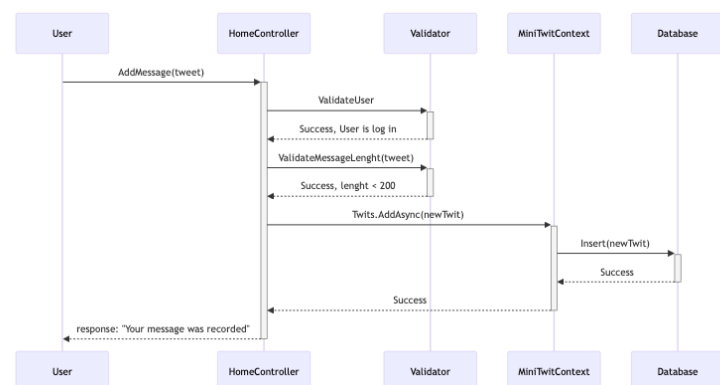 User
HomeController
Validator
MiniTwitContext
Database
AddMessage(tweet)
ValidateUser
Success, User is log in
ValidateMessageLenght(tweet)
Success, lenght < 200
Twits.AddAsync(newTwit)
Insert(newTwit)
Success
Success
response: "Your message was recorded"
User
HomeController
Validator
MiniTwitContext
Database